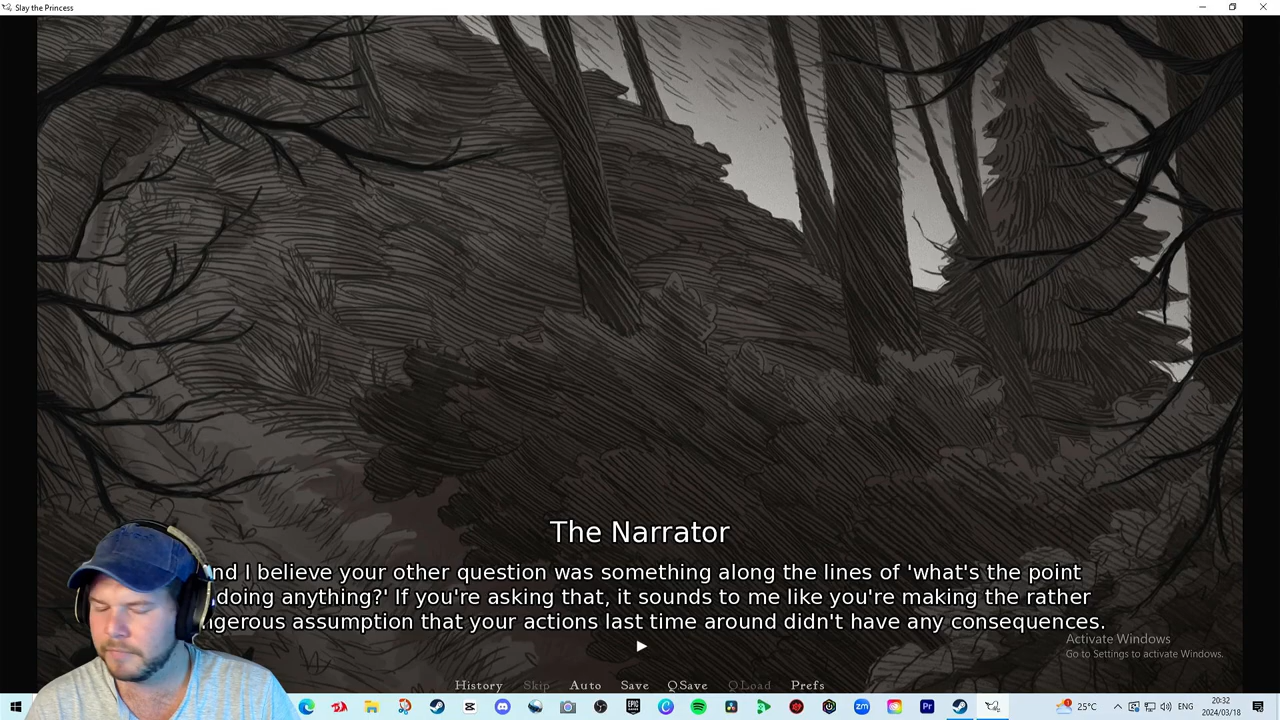 Slay the Princess
The Narrator
nd I believe your other question was something along the lines of 'what's the point
doing anything?' If you're asking that, it sounds to me like you're making the rather
ngerous assumption that your actions last time around didn't have any consequences.
Activate Windows
Go to Settings to activate Windows.
History Skip Auto Save QSave QLoad Prefs
25°C ENG 20:32
2024/03/18